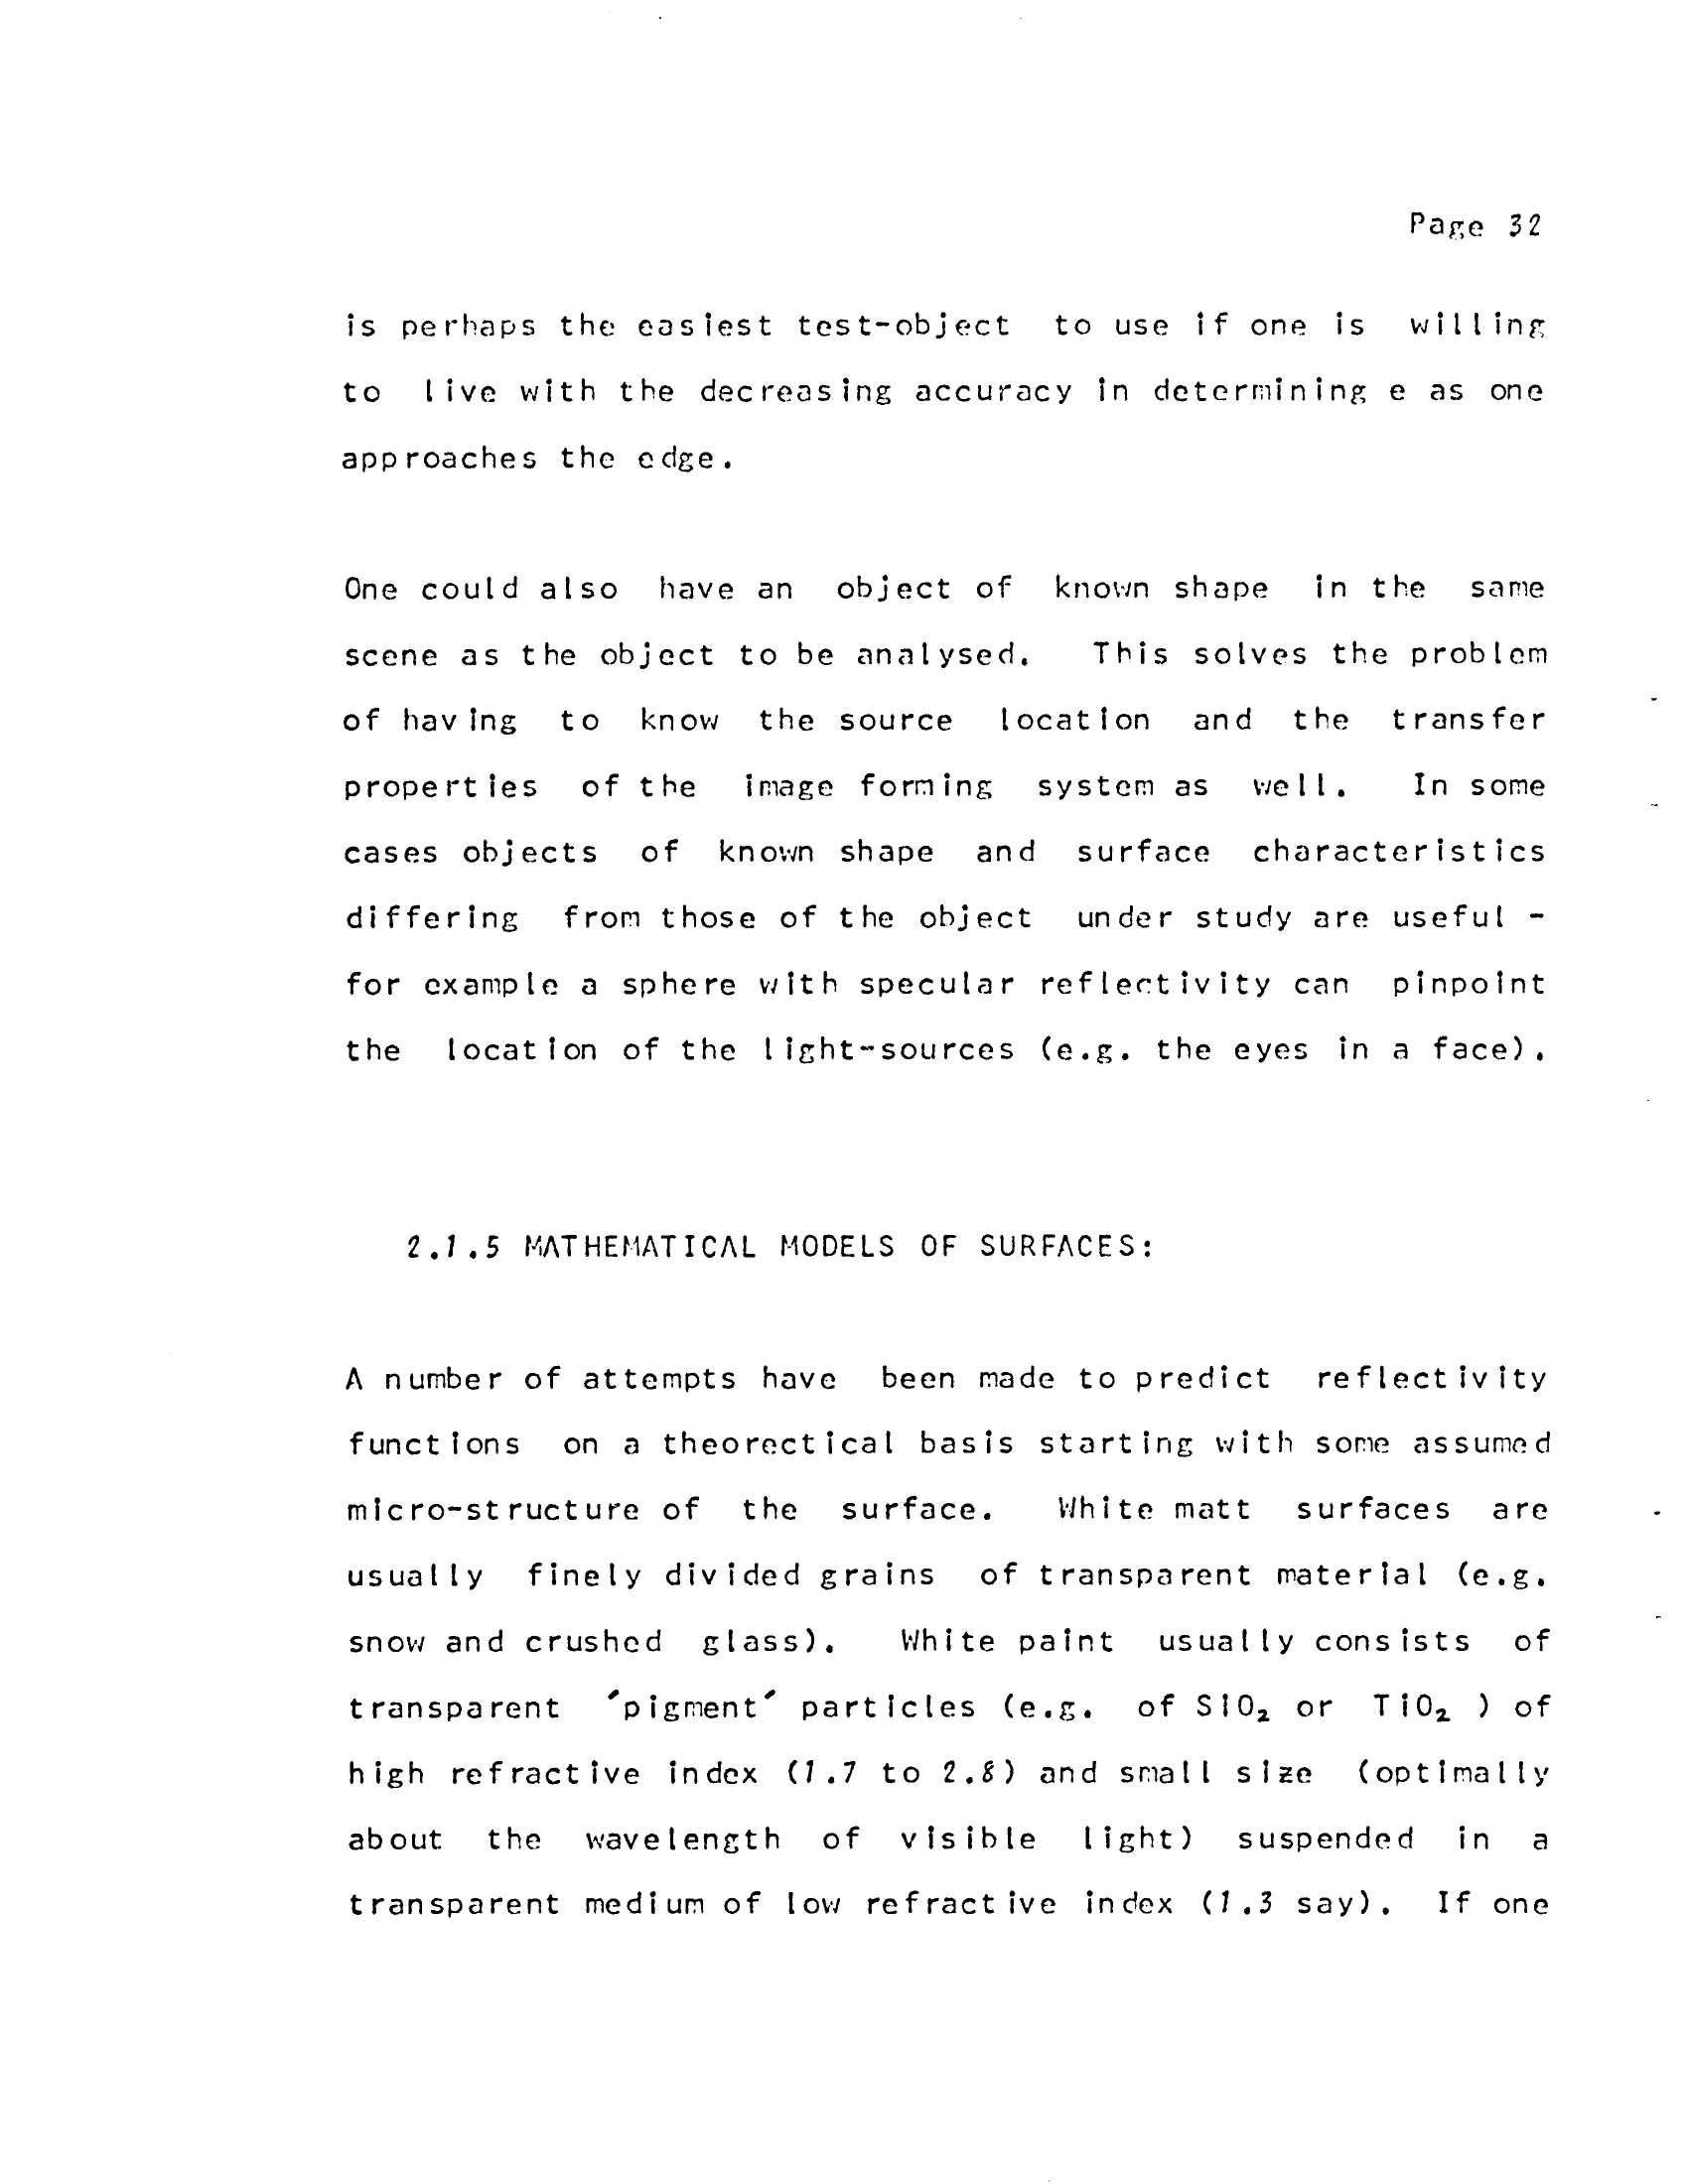 Page 32
is perhaps the easiest test-object to use if one is willing
to live with the decreasing accuracy in determining e as one
approaches the edge.
One could also have an object of known shape in the same
scene as the object to be analysed. This solves the problem
of having to know the source location and the transfer
properties of the image forming system as well. In some
cases objects of known shape and surface characteristics
differing from those of the object under study are useful -
for example a sphere with specular reflectivity can pinpoint
the location of the light-sources (e.g. the eyes in a face).
2.1.5 MATHEMATICAL MODELS OF SURFACES:
A number of attempts have been made to predict reflectivity
functions on a theorectical basis starting with some assumed
micro-structure of the surface. White matt surfaces are
usually finely divided grains of transparent material (e.g.
snow and crushed glass). White paint usually consists of
transparent 'pigment' particles (e.g. of SiO₂ or TiO₂ ) of
high refractive index (1.7 to 2.8) and small size (optimally
about the wavelength of visible light) suspended in a
transparent medium of low refractive index (1.3 say). If one